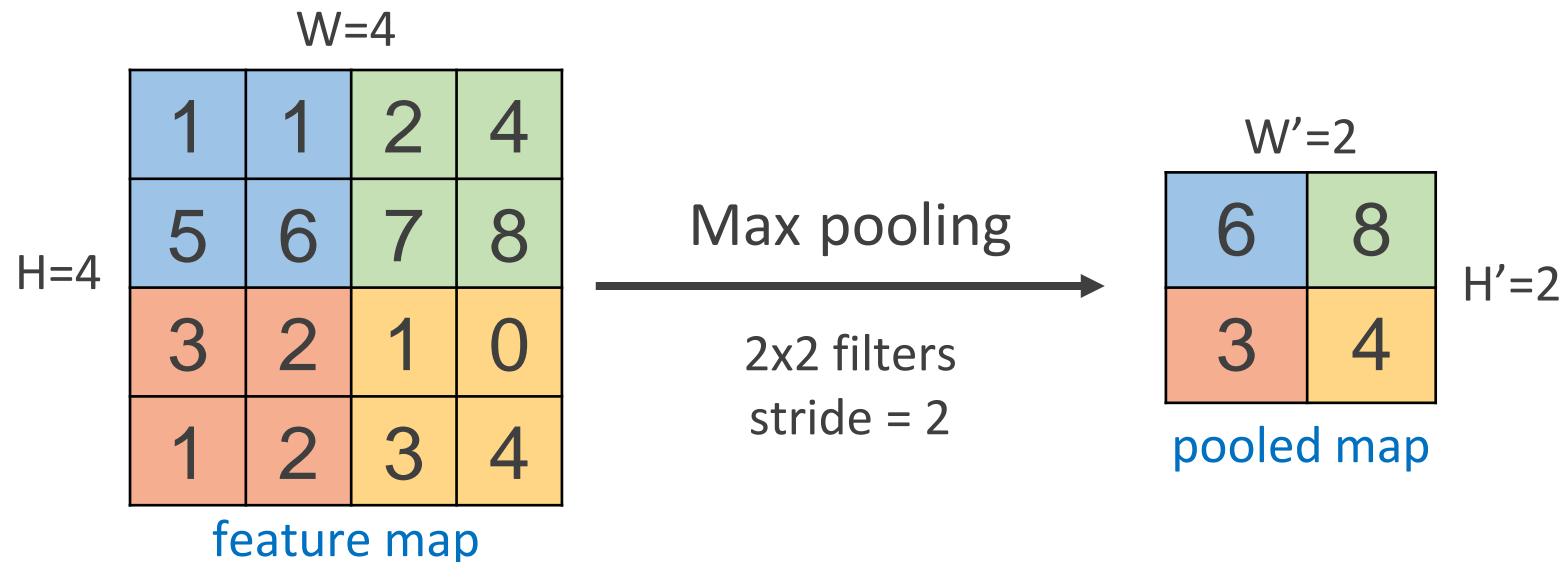 W=4
1 1 2 4
5 6 7 8
H=4
3 2 1 0
1 2 3 4
feature map
Max pooling
2x2 filters
stride = 2
W’=2
6 8
H’=2
3 4
pooled map